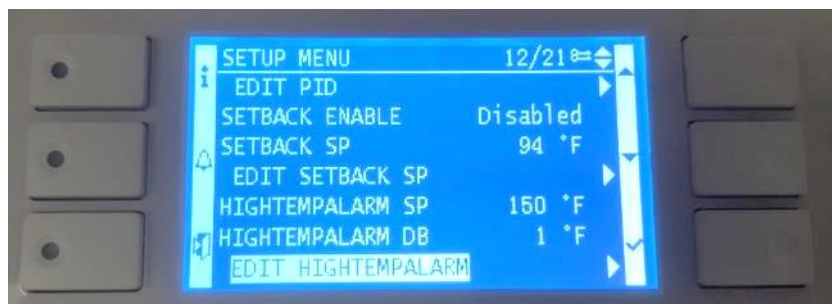 SETUP MENU 12/21
EDIT PID
SETBACK ENABLE Disabled
SETBACK SP 94 °F
EDIT SETBACK SP
HIGHTEMPALARM SP 150 °F
HIGHTEMPALARM DB 1 °F
EDIT HIGHTEMPALARM